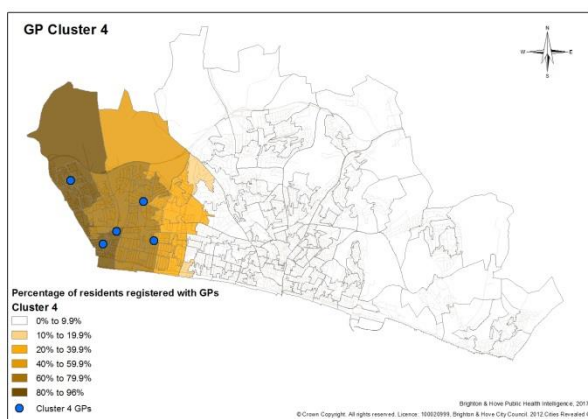 GP Cluster 4
N
W
E
S
Percentage of residents registered with GPs
Cluster 4
0% to 9.9%
10% to 19.9%
20% to 39.9%
40% to 59.9%
60% to 79.9%
80% to 96%
Cluster 4 GPs
Brighton & Hove Public Health Intelligence, 2017
© Crown Copyright. All rights reserved. Licence: 100020999, Brighton & Hove City Council. 2012.Cities Revealed